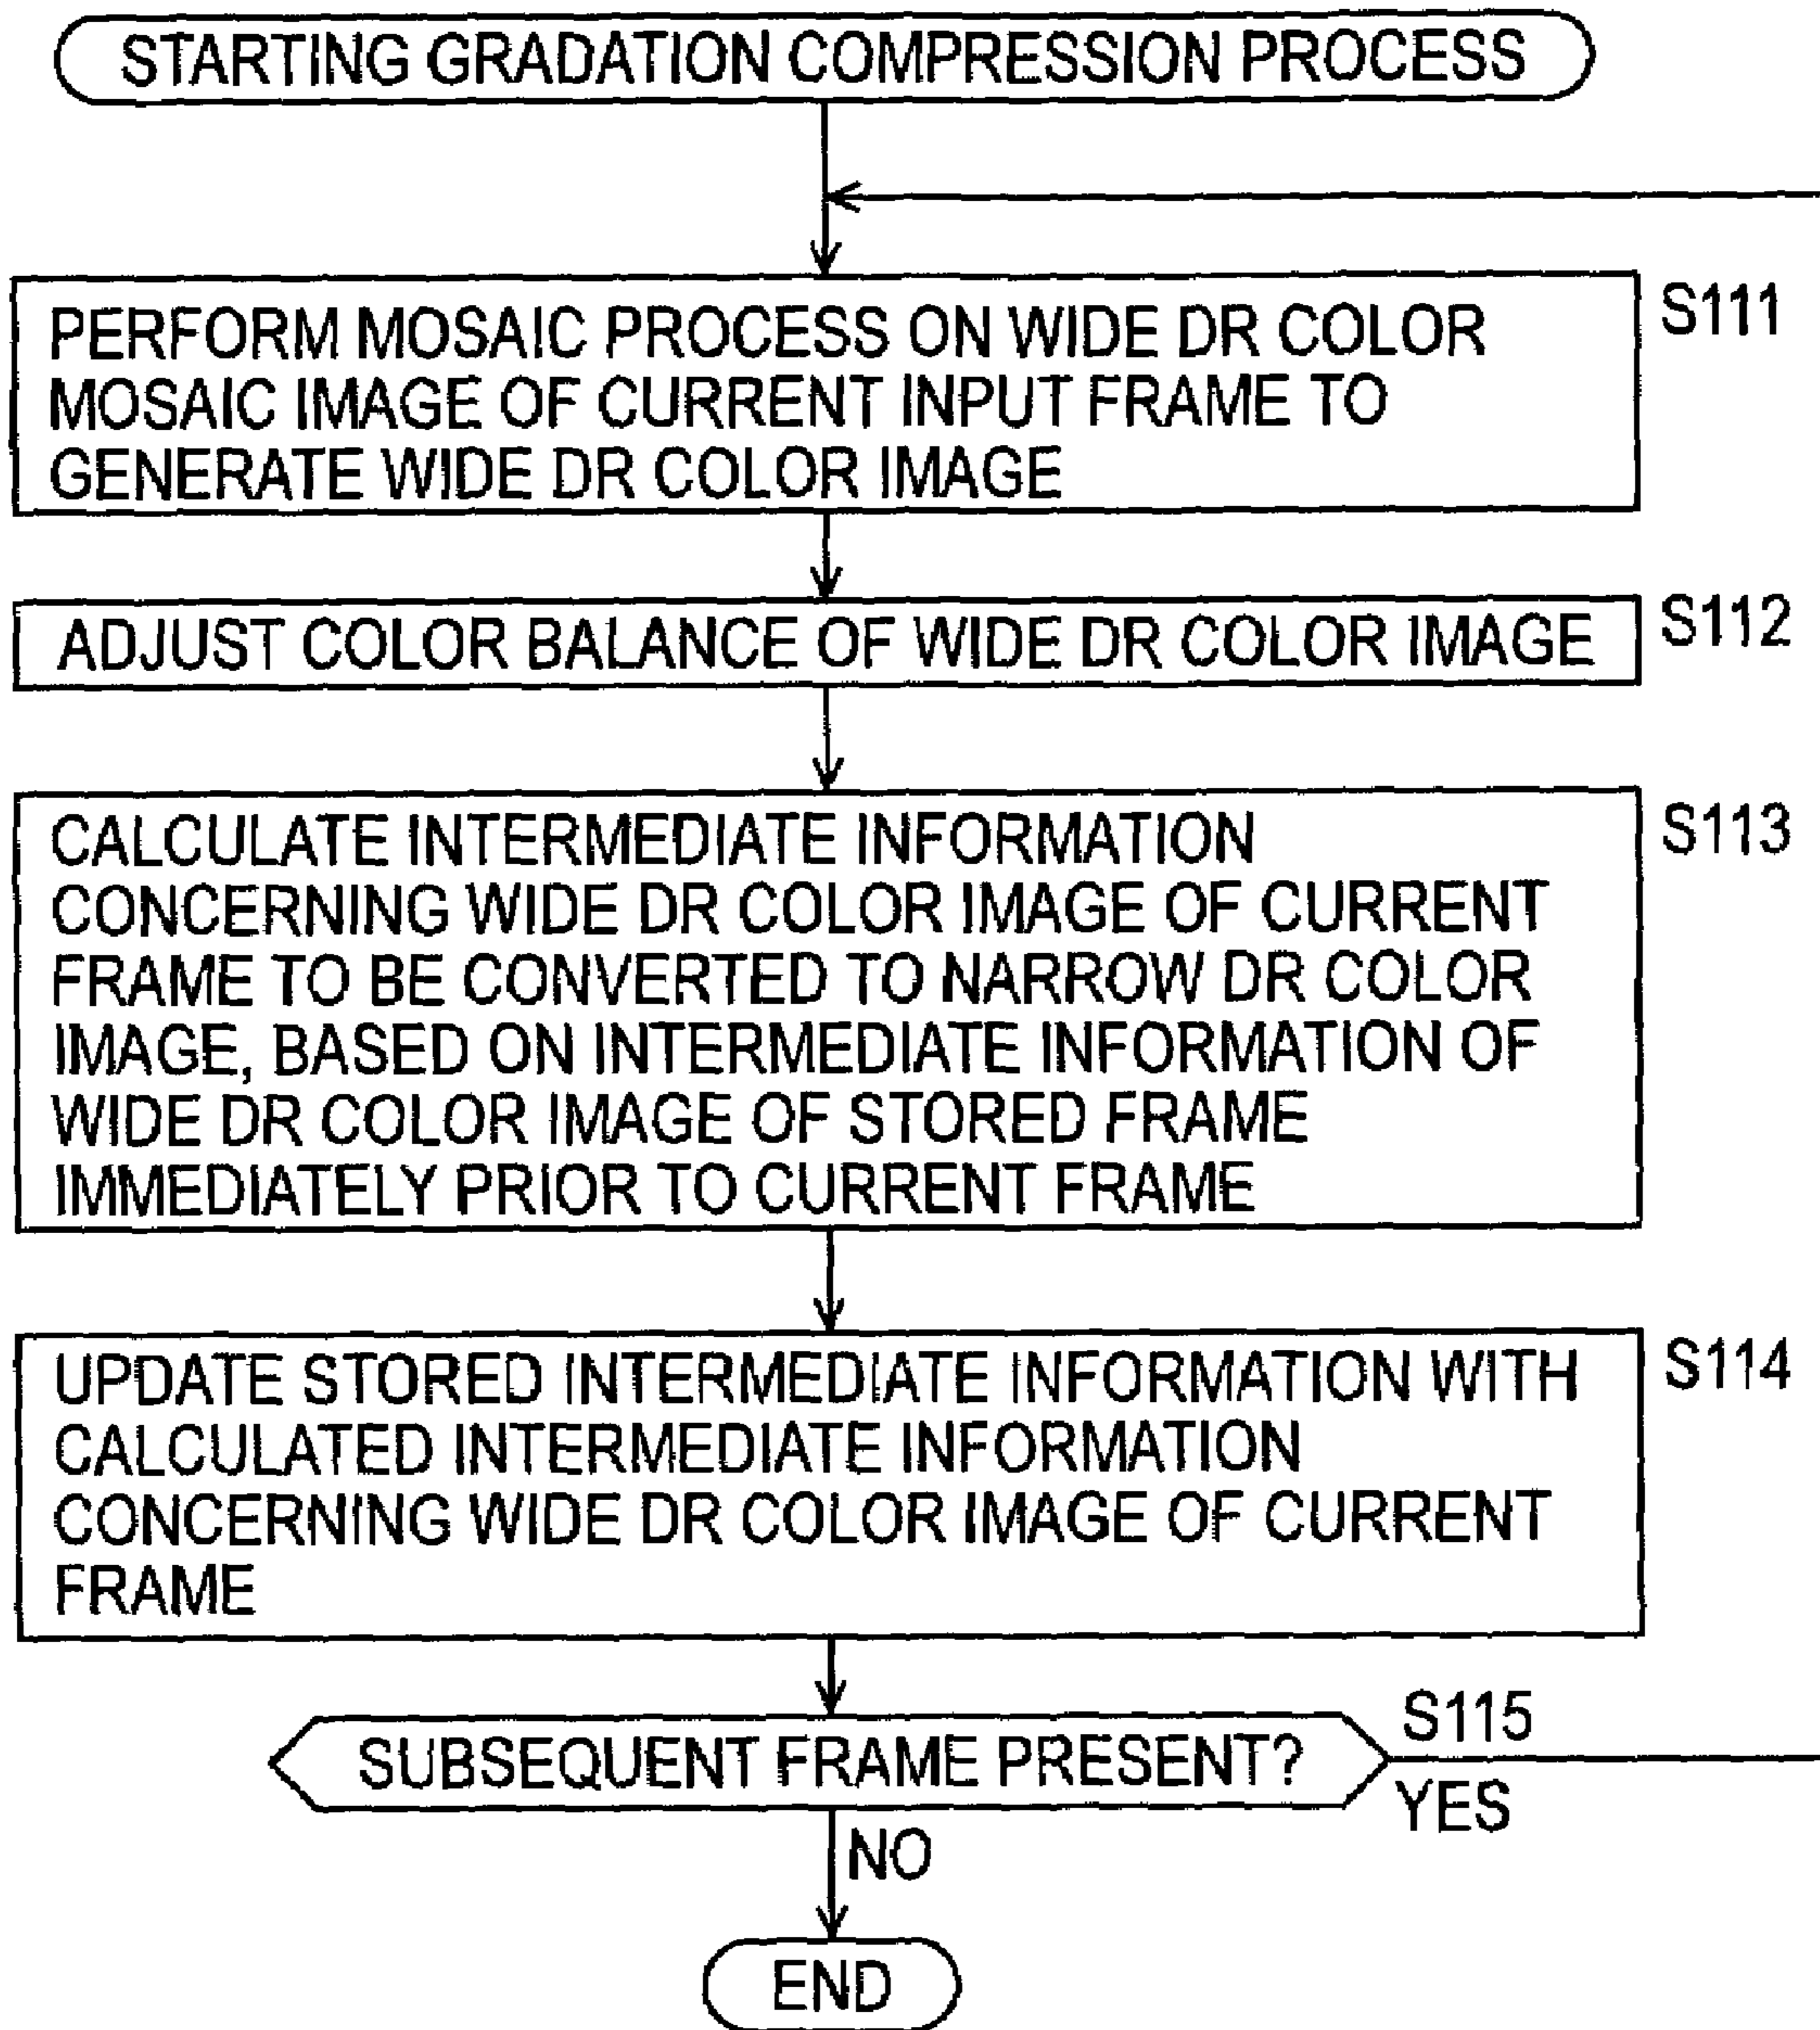 STARTING GRADATION COMPRESSION PROCESS
PERFORM MOSAIC PROCESS ON WIDE DR COLOR
MOSAIC IMAGE OF CURRENT INPUT FRAME TO
GENERATE WIDE DR COLOR IMAGE
S111
ADJUST COLOR BALANCE OF WIDE DR COLOR IMAGE
S112
CALCULATE INTERMEDIATE INFORMATION
CONCERNING WIDE DR COLOR IMAGE OF CURRENT
FRAME TO BE CONVERTED TO NARROW DR COLOR
IMAGE, BASED ON INTERMEDIATE INFORMATION OF
WIDE DR COLOR IMAGE OF STORED FRAME
IMMEDIATELY PRIOR TO CURRENT FRAME
S113
UPDATE STORED INTERMEDIATE INFORMATION WITH
CALCULATED INTERMEDIATE INFORMATION
CONCERNING WIDE DR COLOR IMAGE OF CURRENT
FRAME
S114
SUBSEQUENT FRAME PRESENT?
S115
YES
NO
END